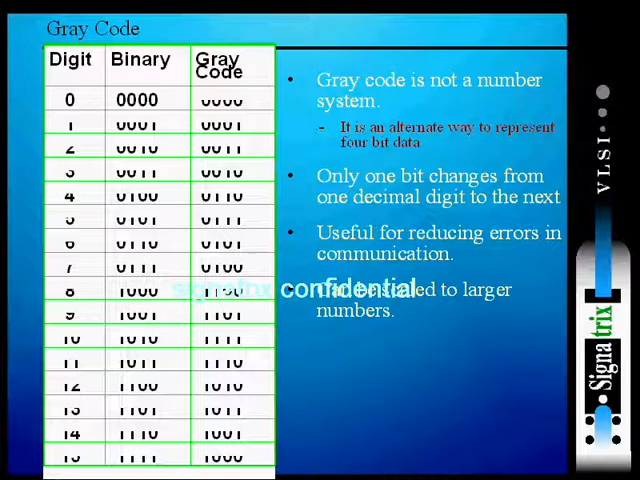 Gray Code
Digit Binary Gray Code
0 0000 0000
1 0001 0001
2 0010 0011
3 0011 0010
4 0100 0110
5 0101 0111
6 0110 0101
7 0111 0100
8 1000 1100
9 1001 1101
10 1010 1111
11 1011 1110
12 1100 1010
13 1101 1011
14 1110 1001
15 1111 1000
• Gray code is not a number
system.
- It is an alternate way to represent
four bit data
• Only one bit changes from
one decimal digit to the next
• Useful for reducing errors in
communication.
• Can be scaled to larger
numbers.
signatrix confidential
VLSI
Signatrix